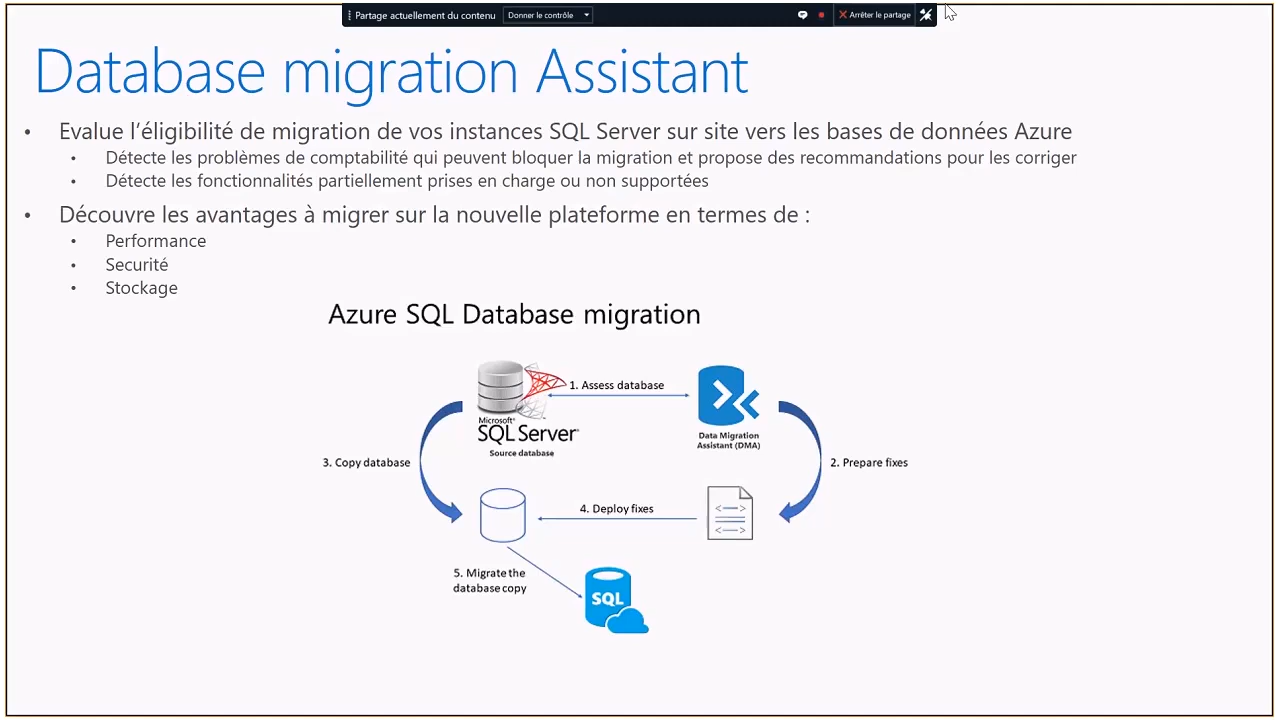 Partage actuellement du contenu Donner le contrôle Arrêter le partage
Database migration Assistant
• Evalue l'éligibilité de migration de vos instances SQL Server sur site vers les bases de données Azure
• Détecte les problèmes de comptabilité qui peuvent bloquer la migration et propose des recommandations pour les corriger
• Détecte les fonctionnalités partiellement prises en charge ou non supportées
• Découvre les avantages à migrer sur la nouvelle plateforme en termes de :
• Performance
• Securité
• Stockage
Azure SQL Database migration
1. Assess database
Microsoft®
SQL Server®
Source database
Data Migration
Assistant (DMA)
3. Copy database
2. Prepare fixes
4. Deploy fixes
5. Migrate the
database copy
SQL